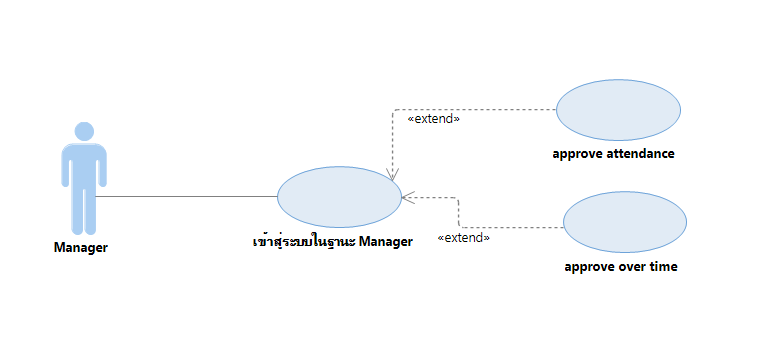 «extend»
approve attendance
Manager
เข้าสู่ระบบในฐานะ Manager
«extend»
approve over time